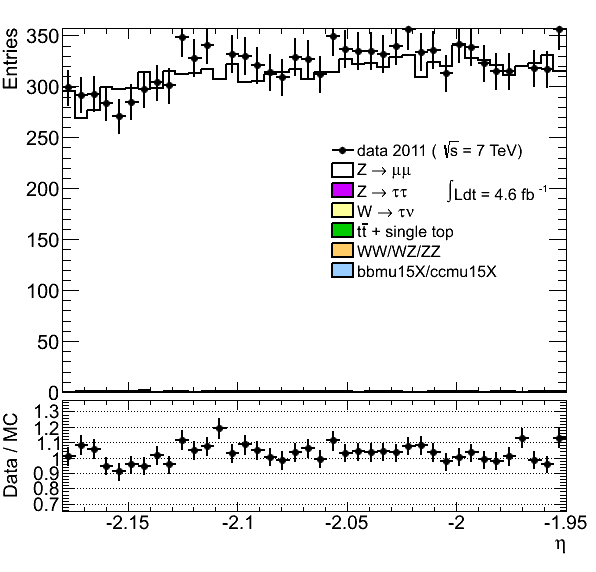 Entries
350
300
250
200
150
100
50
0
data 2011 ( √s = 7 TeV)
Z → μμ
Z → ττ
∫Ldt = 4.6 fb -1
W → τν
tt̄ + single top
WW/WZ/ZZ
bbmu15X/ccmu15X
Data / MC
1.3
1.2
1.1
1
0.9
0.8
0.7
-2.15
-2.1
-2.05
-2
-1.95
η